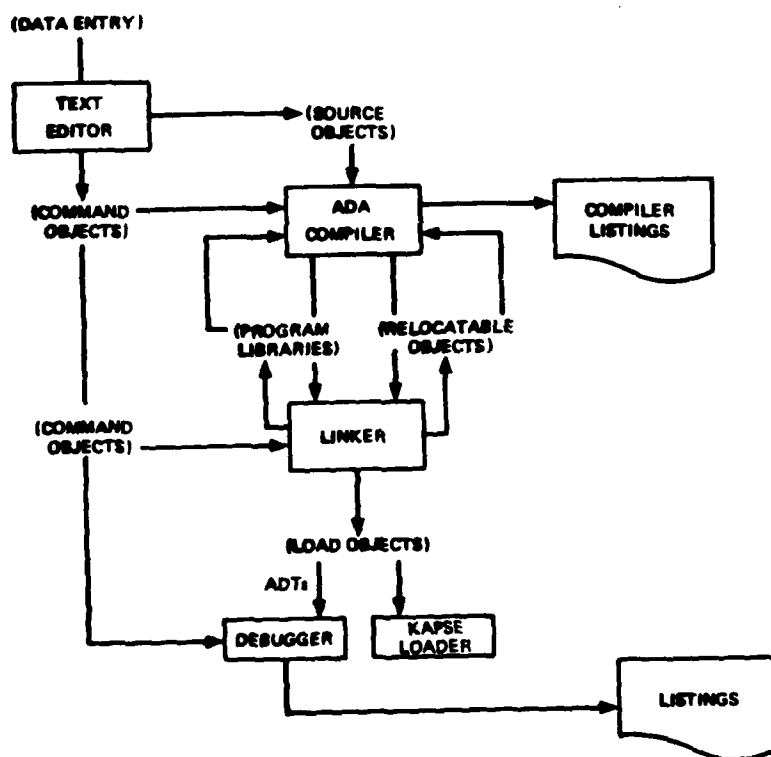 (DATA ENTRY)
TEXT
EDITOR
(SOURCE
OBJECTS)
(COMMAND
OBJECTS)
ADA
COMPILER
COMPILER
LISTINGS
(PROGRAM
LIBRARIES)
(RELOCATABLE
OBJECTS)
(COMMAND
OBJECTS)
LINKER
(LOAD OBJECTS)
ADTs
DEBUGGER
KAPSE
LOADER
LISTINGS